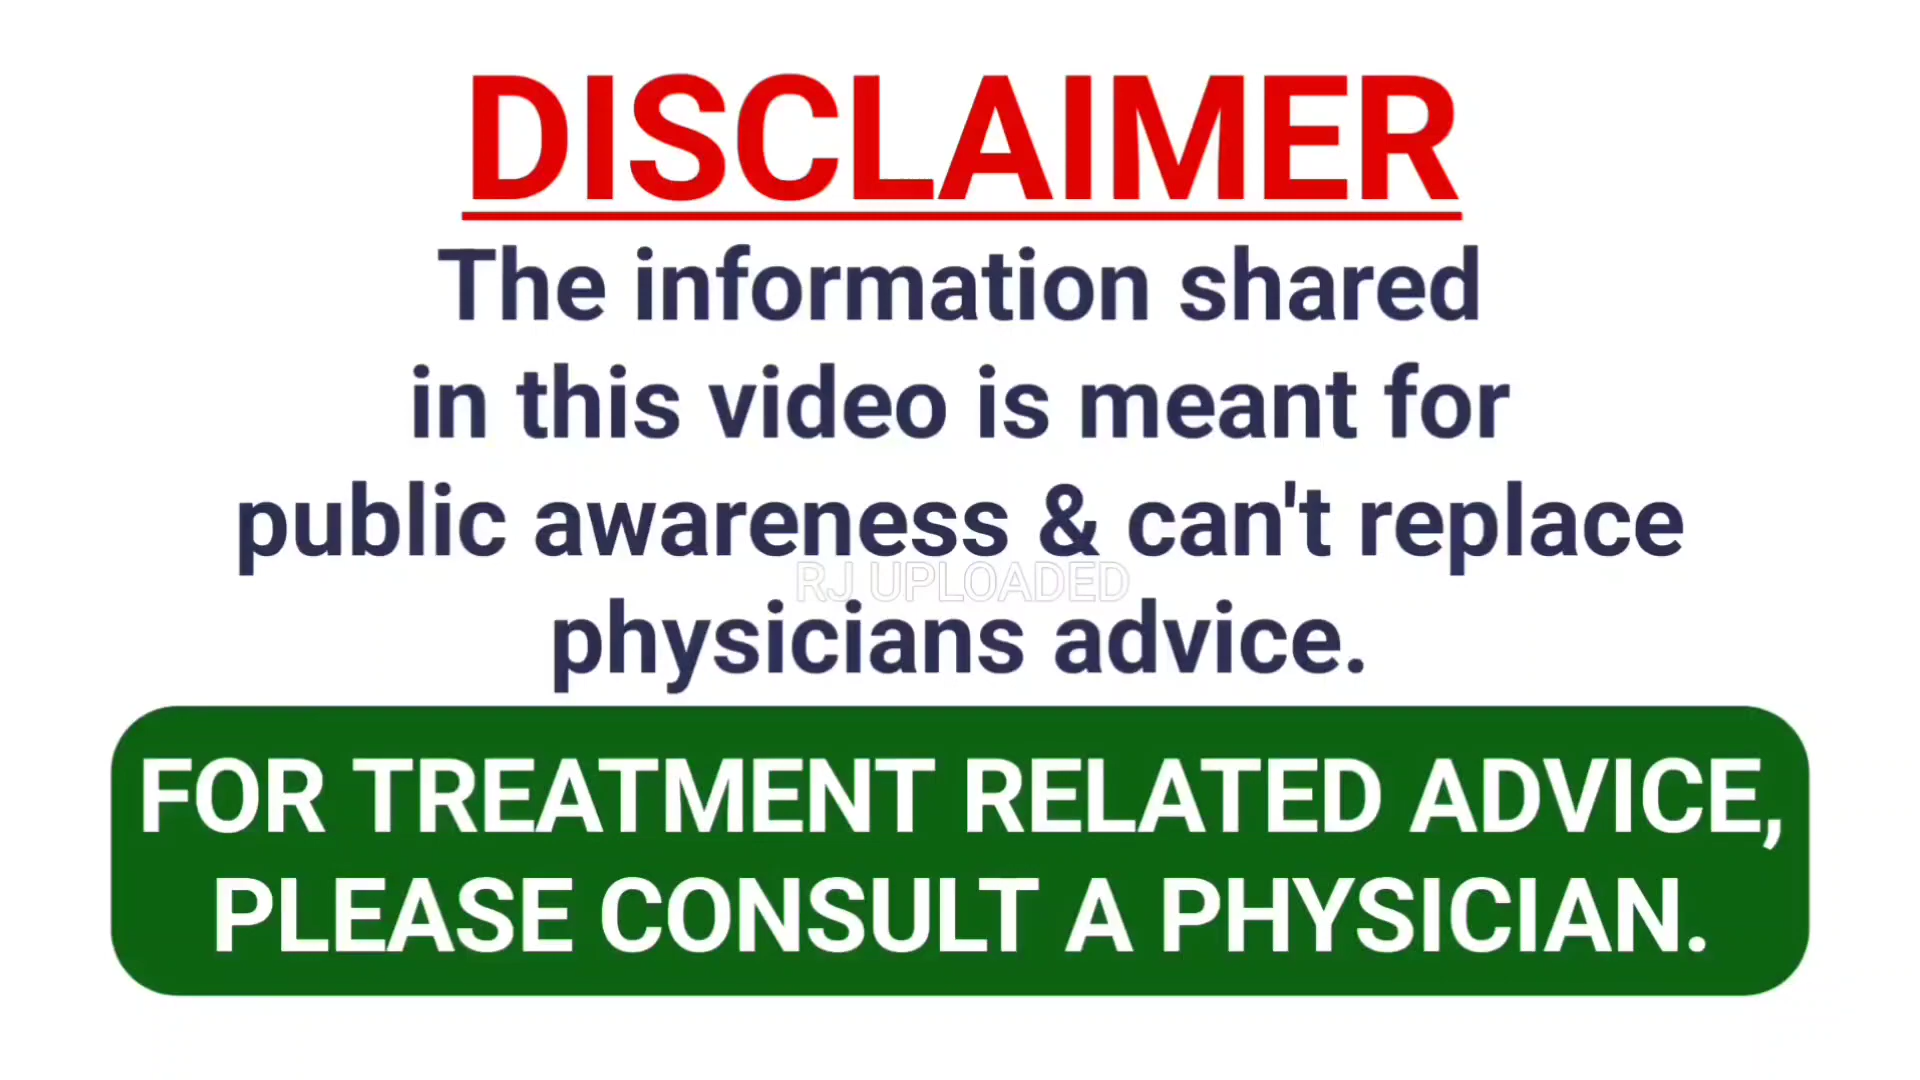 DISCLAIMER
The information shared
in this video is meant for
public awareness & can't replace
RJ UPLOADED
physicians advice.
FOR TREATMENT RELATED ADVICE,
PLEASE CONSULT A PHYSICIAN.